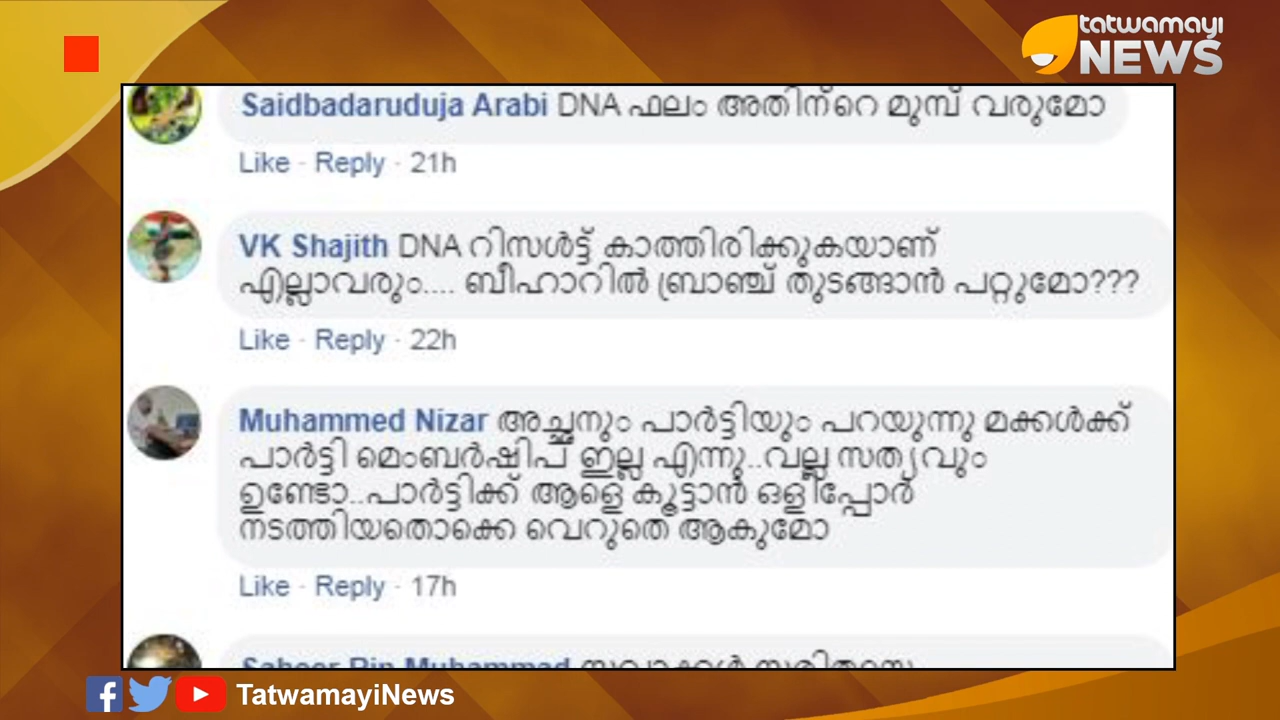 tatwamayi
NEWS
Saidbadaruduja Arabi DNA ഫലം അതിന്റെ മുമ്പ് വരുമോ
Like · Reply · 21h
VK Shajith DNA റിസൾട്ട് കാത്തിരിക്കുകയാണ്
എല്ലാവരും.... ബീഹാറിൽ ബ്രാഞ്ച് തുടങ്ങാൻ പറ്റുമോ???
Like · Reply · 22h
Muhammed Nizar അച്ഛനും പാർട്ടിയും പറയുന്നു മക്കൾക്ക്
പാർട്ടി മെംബർഷിപ് ഇല്ല എന്നു..വല്ല സത്യവും
ഉണ്ടോ..പാർട്ടിക്ക് ആളെ കൂട്ടാൻ ഒളിപ്പോർ
നടത്തിയതൊക്കെ വെറുതെ ആകുമോ
Like · Reply · 17h
Bin Muhammad
TatwamayiNews